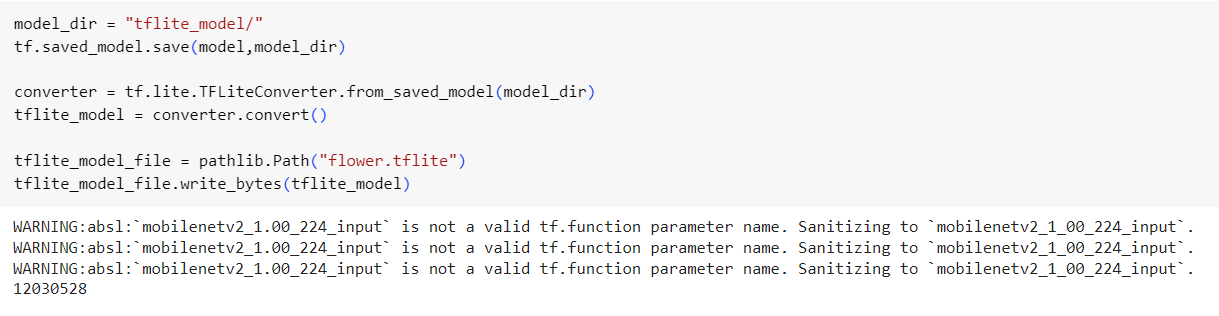 model_dir = "tflite_model/"
tf.saved_model.save(model,model_dir)
converter = tf.lite.TFLiteConverter.from_saved_model(model_dir)
tflite_model = converter.convert()
tflite_model_file = pathlib.Path("flower.tflite")
tflite_model_file.write_bytes(tflite_model)
WARNING:absl:`mobilenetv2_1.00_224_input` is not a valid tf.function parameter name. Sanitizing to `mobilenetv2_1_00_224_input`.
WARNING:absl:`mobilenetv2_1.00_224_input` is not a valid tf.function parameter name. Sanitizing to `mobilenetv2_1_00_224_input`.
WARNING:absl:`mobilenetv2_1.00_224_input` is not a valid tf.function parameter name. Sanitizing to `mobilenetv2_1_00_224_input`.
12030528